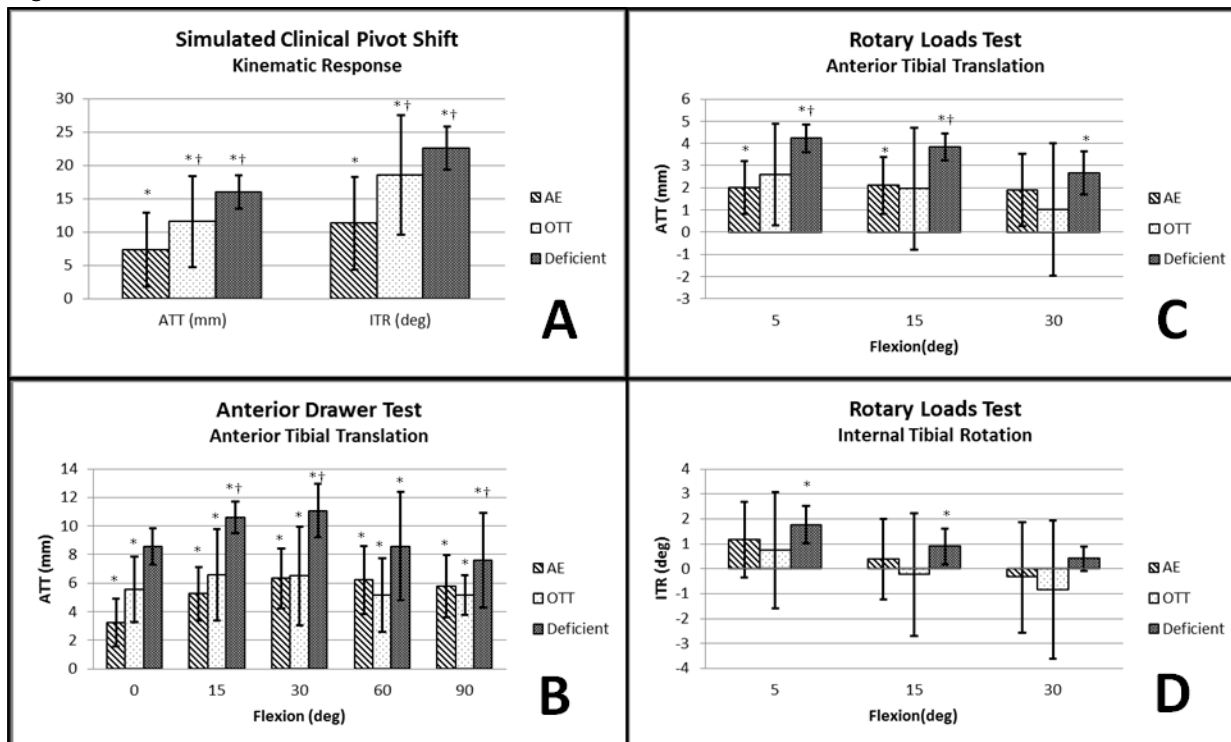 Simulated Clinical Pivot Shift
Kinematic Response
30
25
20
15
10
5
0
* *† *† * *† *†
ATT (mm) ITR (deg)
AE
OTT
Deficient
A
Anterior Drawer Test
Anterior Tibial Translation
ATT (mm)
14
12
10
8
6
4
2
0
* * * * *† * * *† * * * * * *†
0 15 30 60 90
Flexion (deg)
AE
OTT
Deficient
B
Rotary Loads Test
Anterior Tibial Translation
ATT (mm)
6
5
4
3
2
1
0
-1
-2
-3
* *† * *† *
5 15 30
Flexion(deg)
AE
OTT
Deficient
C
Rotary Loads Test
Internal Tibial Rotation
ITR (deg)
4
3
2
1
0
-1
-2
-3
-4
* *
5 15 30
Flexion(deg)
AE
OTT
Deficient
D